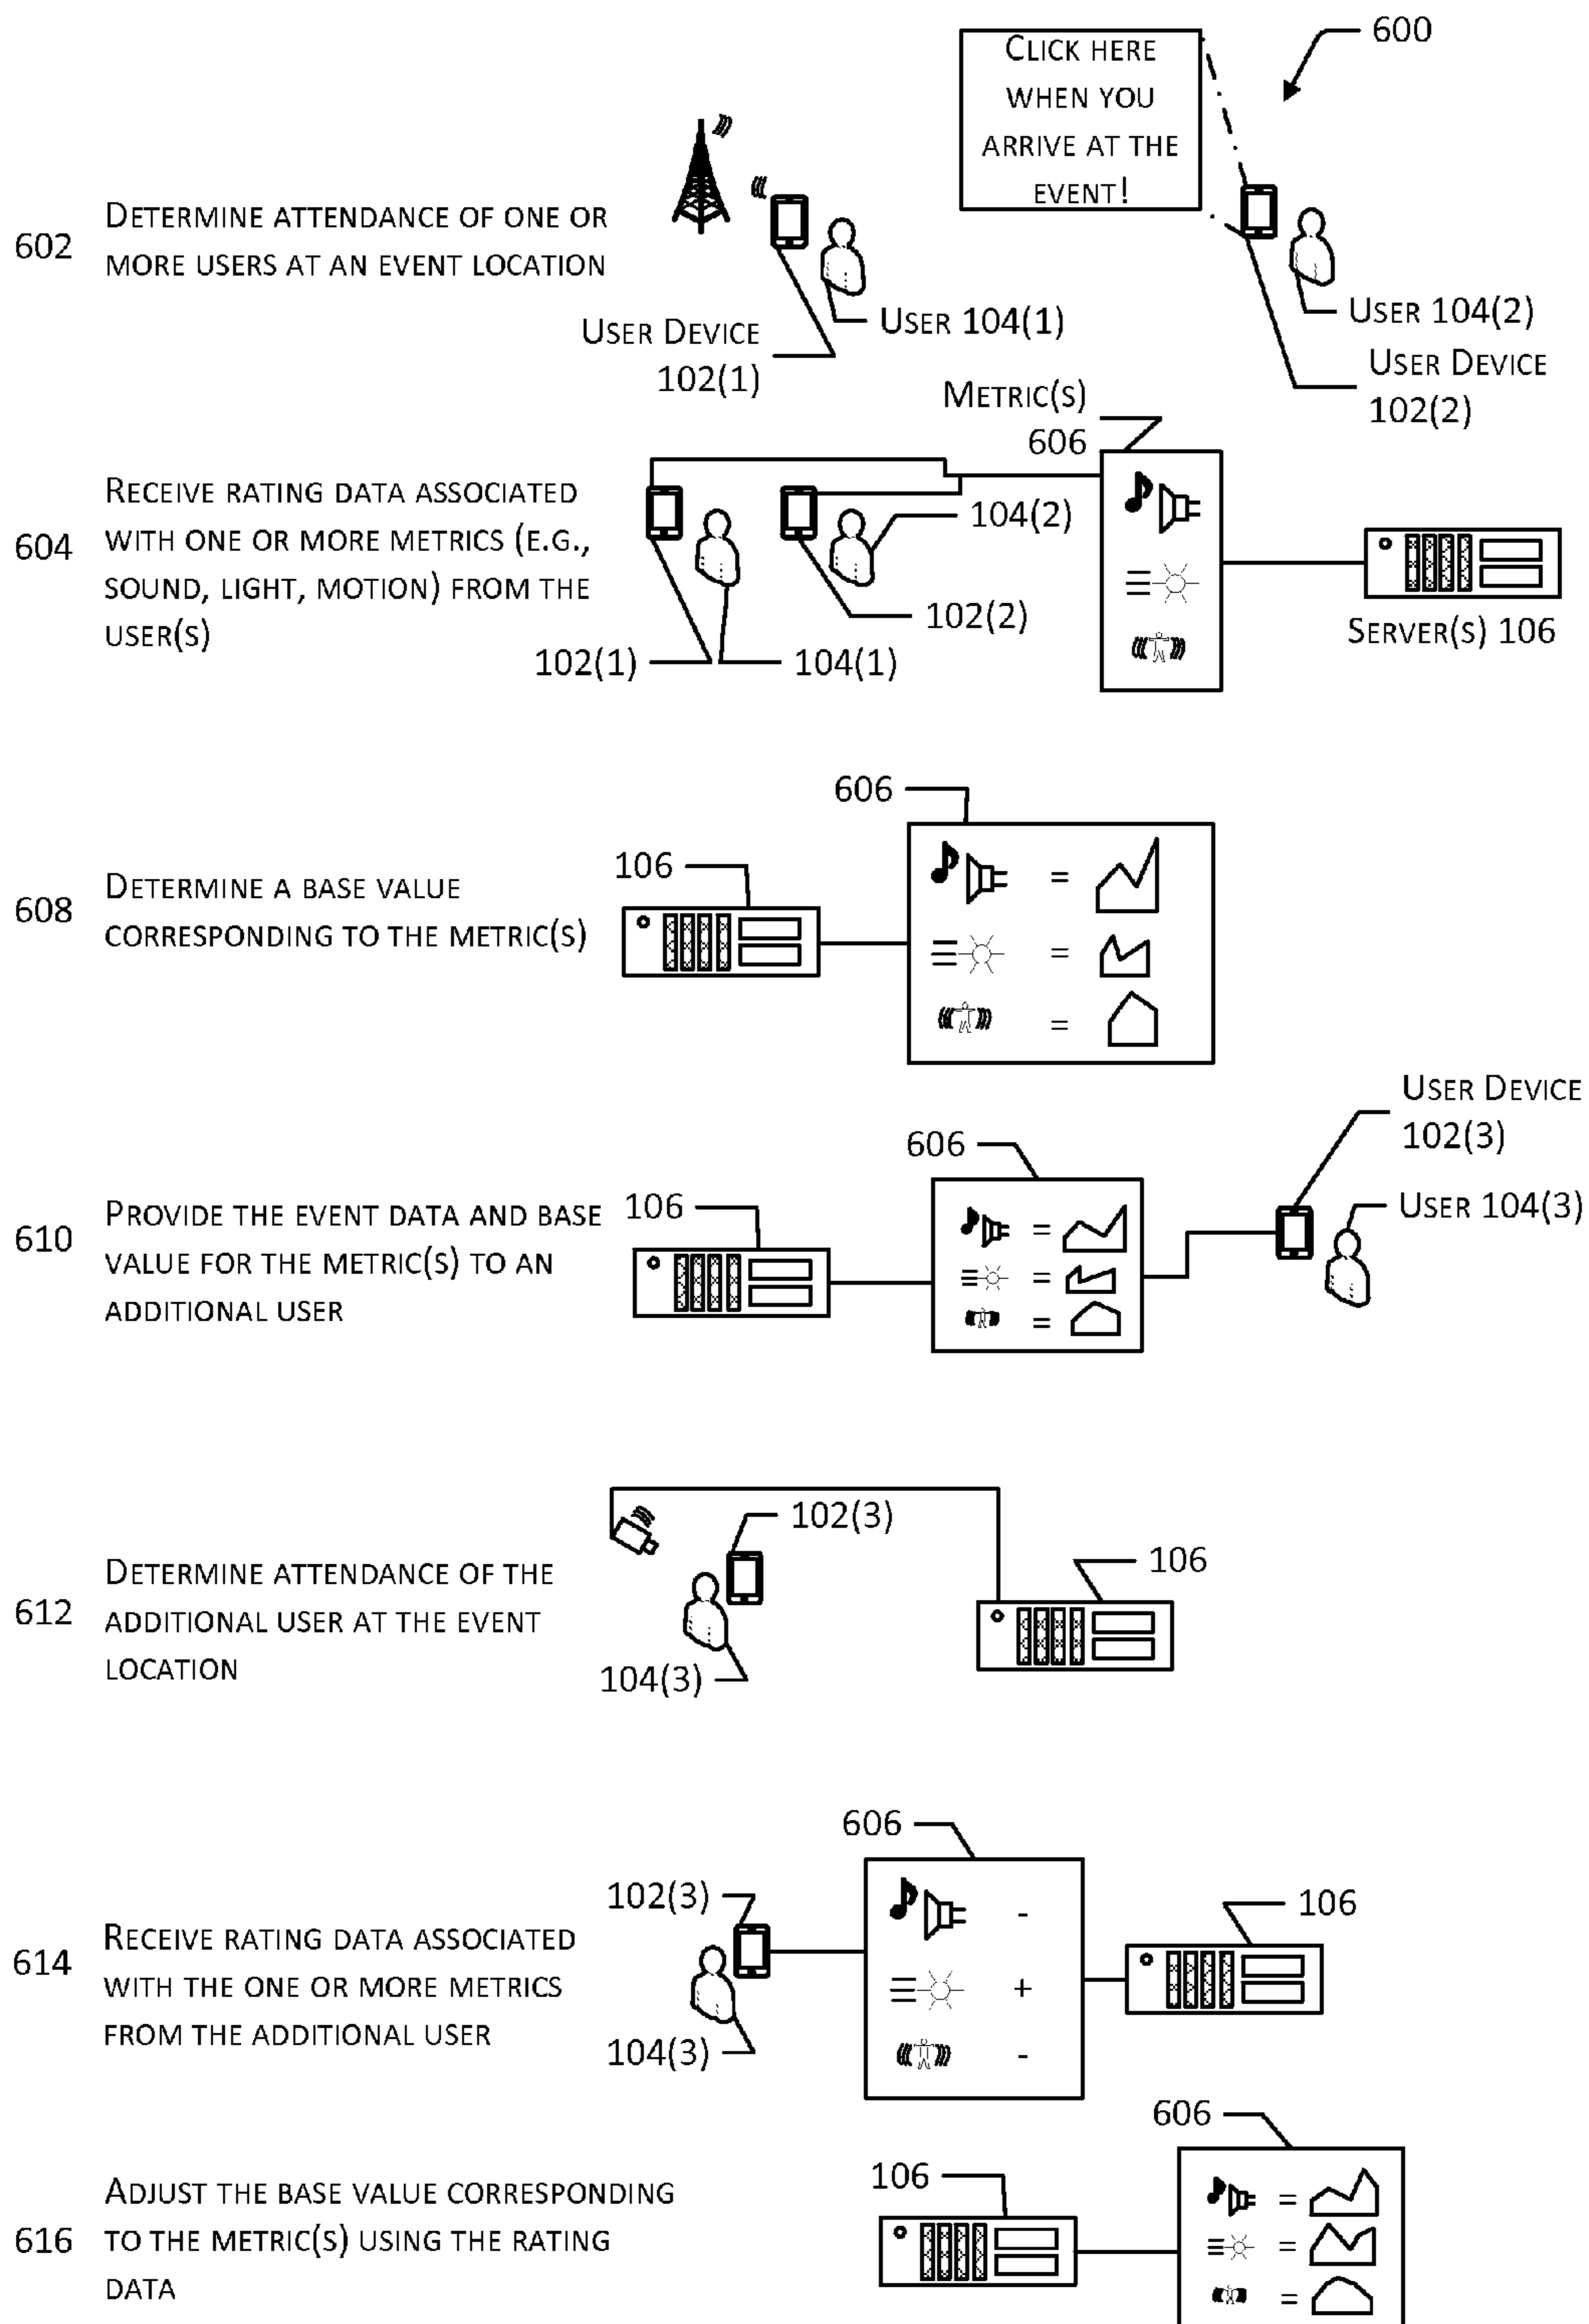 CLICK HERE
WHEN YOU
ARRIVE AT THE
EVENT!
600
602
DETERMINE ATTENDANCE OF ONE OR
MORE USERS AT AN EVENT LOCATION
USER DEVICE
102(1)
USER 104(1)
USER 104(2)
USER DEVICE
102(2)
604
RECEIVE RATING DATA ASSOCIATED
WITH ONE OR MORE METRICS (E.G.,
SOUND, LIGHT, MOTION) FROM THE
USER(S)
METRIC(S)
606
104(2)
102(2)
102(1)
104(1)
SERVER(S) 106
608
DETERMINE A BASE VALUE
CORRESPONDING TO THE METRIC(S)
106
606
=
=
=
610
PROVIDE THE EVENT DATA AND BASE
VALUE FOR THE METRIC(S) TO AN
ADDITIONAL USER
106
606
=
=
=
USER DEVICE
102(3)
USER 104(3)
612
DETERMINE ATTENDANCE OF THE
ADDITIONAL USER AT THE EVENT
LOCATION
102(3)
104(3)
106
614
RECEIVE RATING DATA ASSOCIATED
WITH THE ONE OR MORE METRICS
FROM THE ADDITIONAL USER
102(3)
104(3)
606
-
+
-
106
616
ADJUST THE BASE VALUE CORRESPONDING
TO THE METRIC(S) USING THE RATING
DATA
106
606
=
=
=